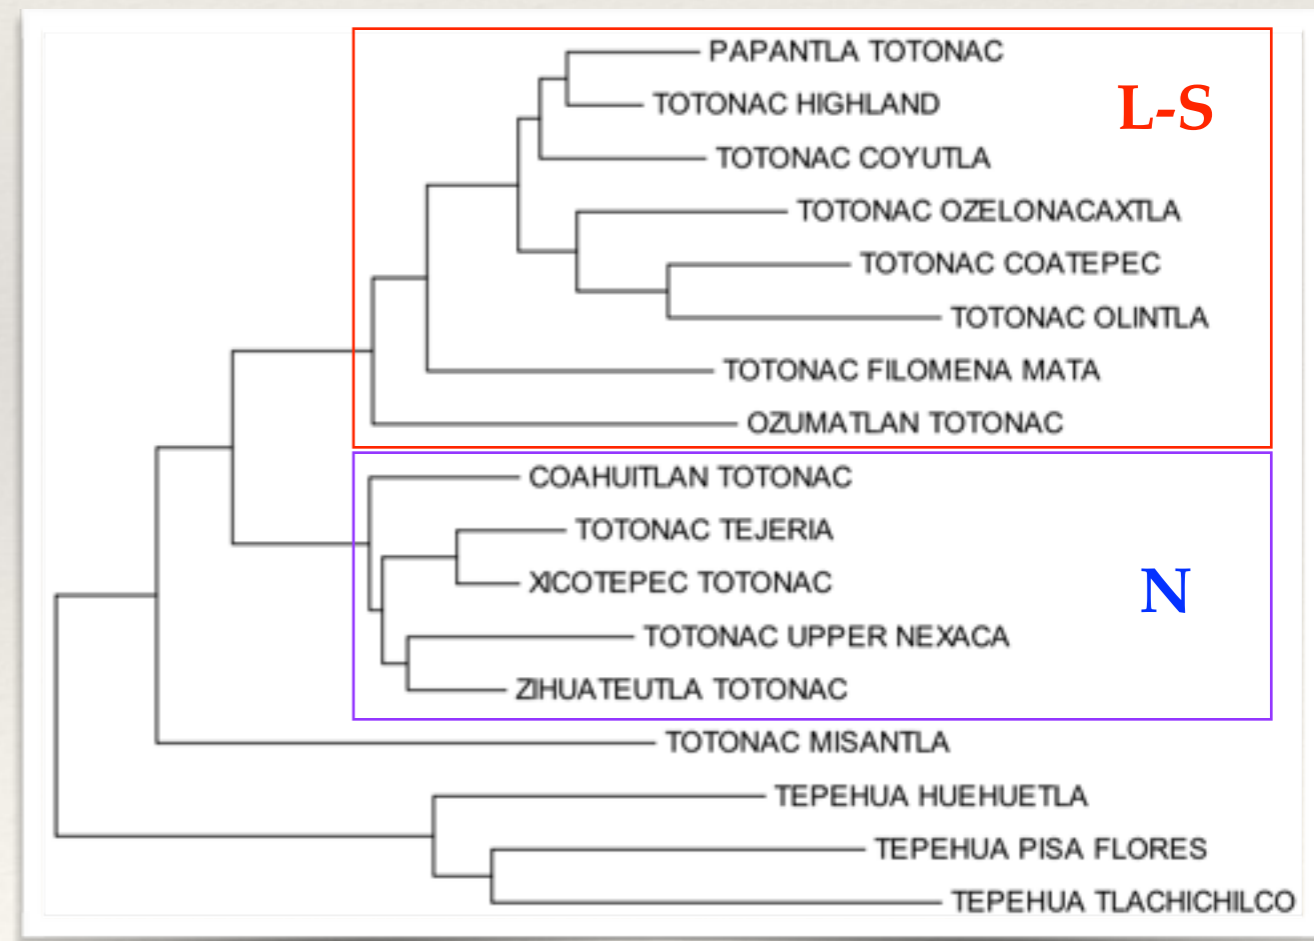 PAPANTLA TOTONAC
TOTONAC HIGHLAND
L-S
TOTONAC COYUTLA
TOTONAC OZELONACAXTLA
TOTONAC COATEPEC
TOTONAC OLINTLA
TOTONAC FILOMENA MATA
OZUMATLAN TOTONAC
COAHUITLAN TOTONAC
TOTONAC TEJERIA
XICOTEPEC TOTONAC
N
TOTONAC UPPER NEXACA
ZIHUATEUTLA TOTONAC
TOTONAC MISANTLA
TEPEHUA HUEHUETLA
TEPEHUA PISA FLORES
TEPEHUA TLACHICHILCO